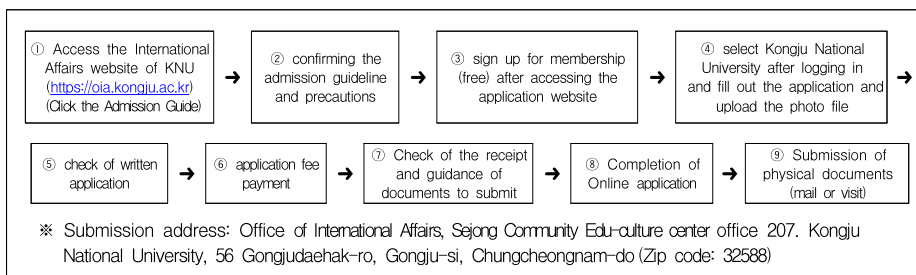 ① Access the International
Affairs website of KNU
(https://oia.kongju.ac.kr)
(Click the Admission Guide)
➔
② confirming the
admission guideline
and precautions
➔
③ sign up for membership
(free) after accessing the
application website
➔
④ select Kongju National
University after logging in
and fill out the application and
upload the photo file
➔
⑤ check of written
application
➔
⑥ application fee
payment
➔
⑦ Check of the receipt
and guidance of
documents to submit
➔
⑧ Completion of
Online application
➔
⑨ Submission of
physical documents
(mail or visit)
※ Submission address: Office of International Affairs, Sejong Community Edu-culture center office 207. Kongju
National University, 56 Gongjudaehak-ro, Gongju-si, Chungcheongnam-do (Zip code: 32588)